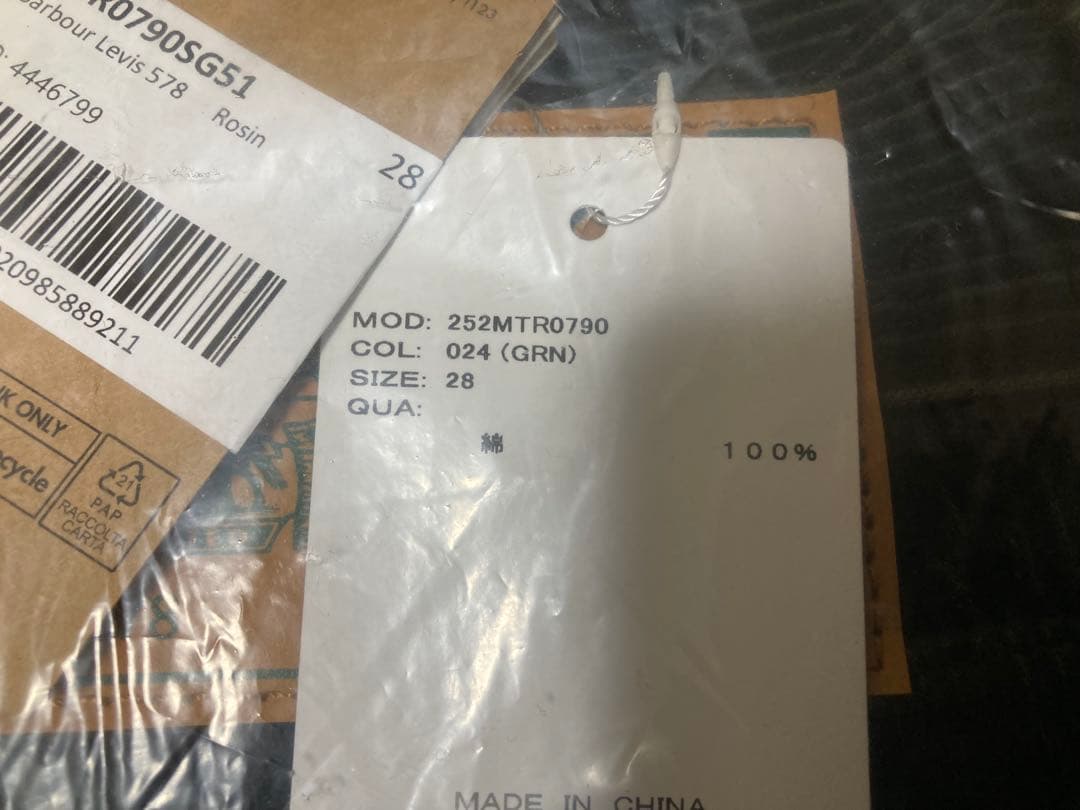 R0790SG51
Barbour Levis 578
Rosin
4446799
28
20985889211
UK ONLY
recycle
21
PAP
RACCOLTA
CARTA
MOD: 252MTR0790
COL: 024 (GRN)
SIZE: 28
QUA:
綿 100%
MADE IN CHINA